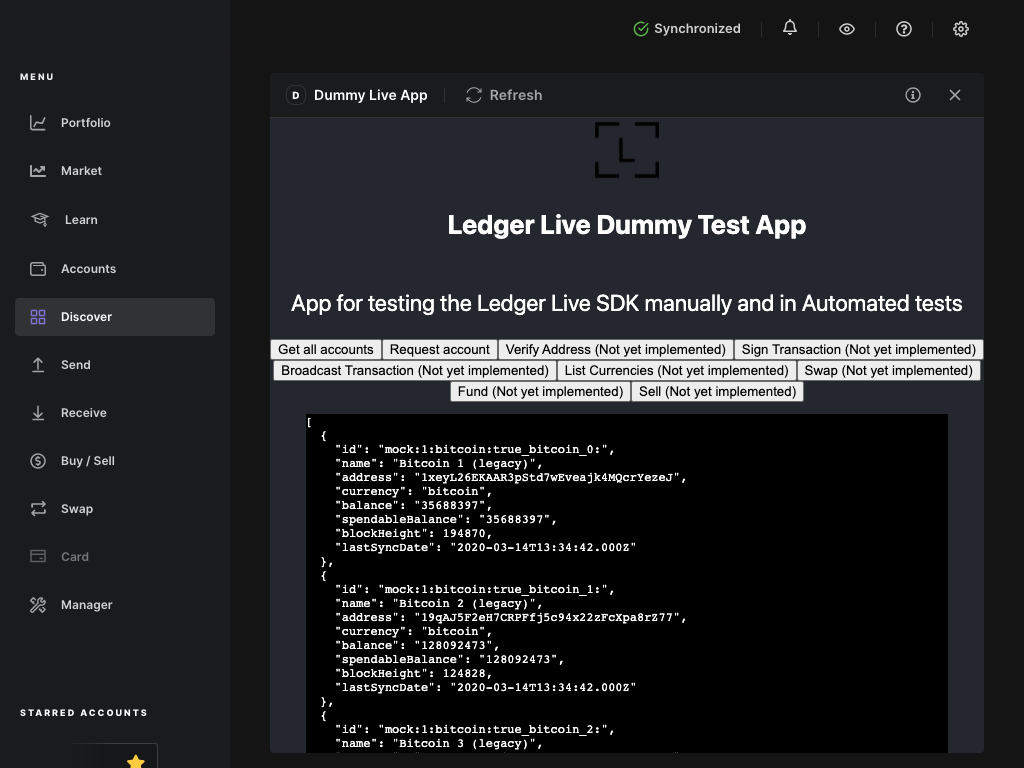 Synchronized
MENU
Portfolio
Market
Learn
Accounts
Discover
Send
Receive
Buy / Sell
Swap
Card
Manager
STARRED ACCOUNTS
D Dummy Live App Refresh
L
Ledger Live Dummy Test App
App for testing the Ledger Live SDK manually and in Automated tests
Get all accounts Request account Verify Address (Not yet implemented) Sign Transaction (Not yet implemented)
Broadcast Transaction (Not yet implemented) List Currencies (Not yet implemented) Swap (Not yet implemented)
Fund (Not yet implemented) Sell (Not yet implemented)
[
{
"id": "mock:1:bitcoin:true_bitcoin_0:",
"name": "Bitcoin 1 (legacy)",
"address": "1xeyL26EKAAR3pStd7wEveajk4MQcrYezeJ",
"currency": "bitcoin",
"balance": "35688397",
"spendableBalance": "35688397",
"blockHeight": 194870,
"lastSyncDate": "2020-03-14T13:34:42.000Z"
},
{
"id": "mock:1:bitcoin:true_bitcoin_1:",
"name": "Bitcoin 2 (legacy)",
"address": "19qAJ5F2eH7CRPFfj5c94x22zFcXpa8rZ77",
"currency": "bitcoin",
"balance": "128092473",
"spendableBalance": "128092473",
"blockHeight": 124828,
"lastSyncDate": "2020-03-14T13:34:42.000Z"
},
{
"id": "mock:1:bitcoin:true_bitcoin_2:",
"name": "Bitcoin 3 (legacy)",